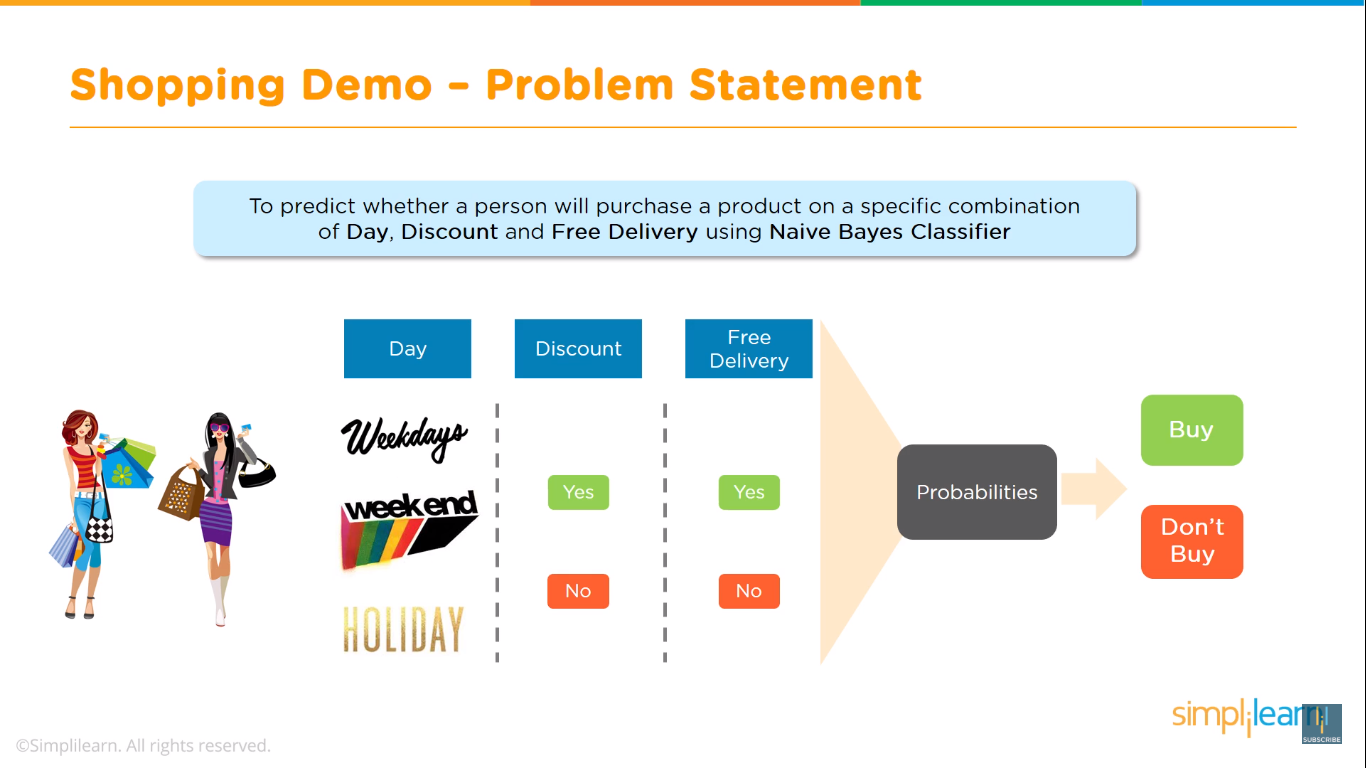 Shopping Demo – Problem Statement
To predict whether a person will purchase a product on a specific combination
of Day, Discount and Free Delivery using Naive Bayes Classifier
Day
Discount
Free
Delivery
Weekdays
weekend
HOLIDAY
Yes
No
Yes
No
Probabilities
Buy
Don't
Buy
simplilearn
SUBSCRIBE
©Simplilearn. All rights reserved.